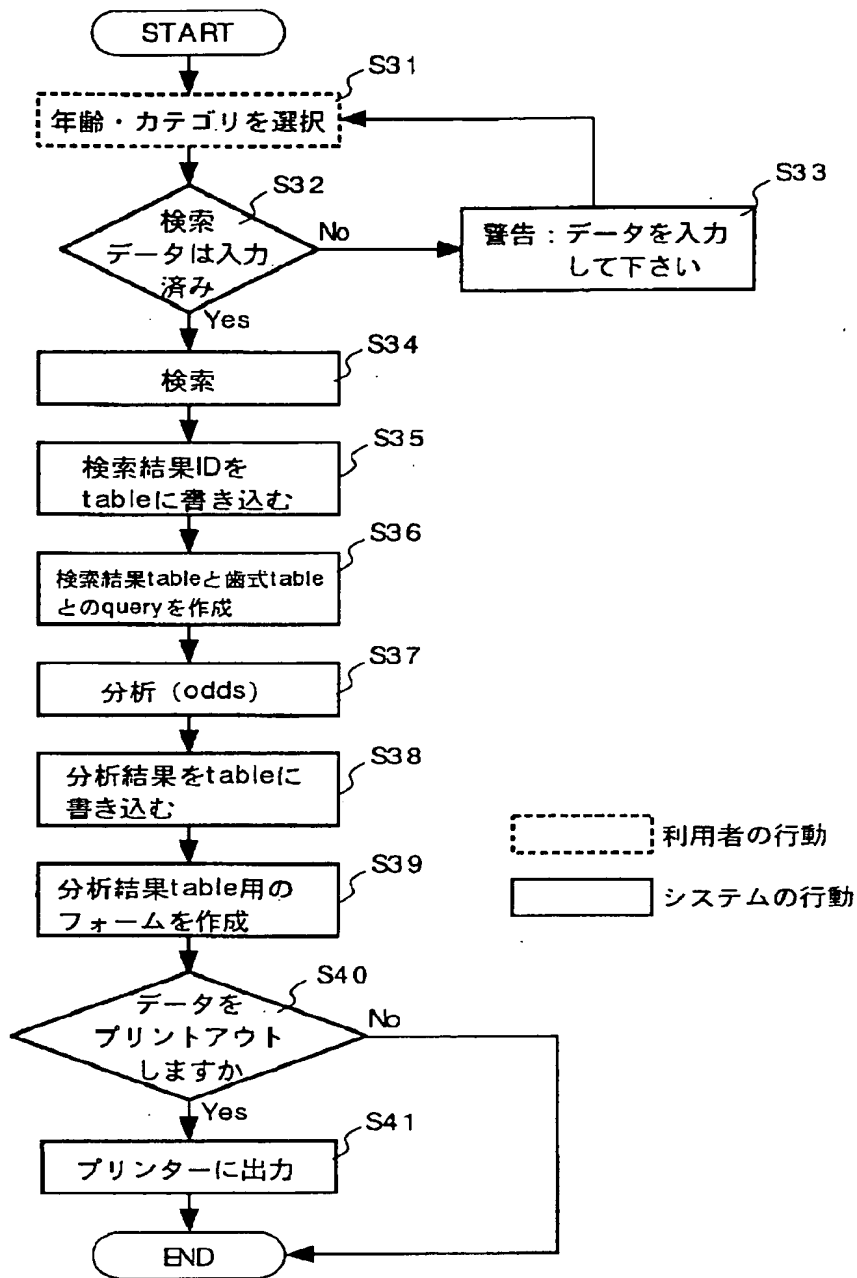 START
S31
年齢・カテゴリを選択
S32
検索
データは入力
済み
No
S33
警告：データを入力
して下さい
Yes
S34
検索
S35
検索結果IDを
tableに書き込む
S36
検索結果tableと歯式table
とのqueryを作成
S37
分析（odds）
S38
分析結果をtableに
書き込む
S39
分析結果table用の
フォームを作成
利用者の行動
システムの行動
S40
データを
プリントアウト
しますか
No
Yes
S41
プリンターに出力
END